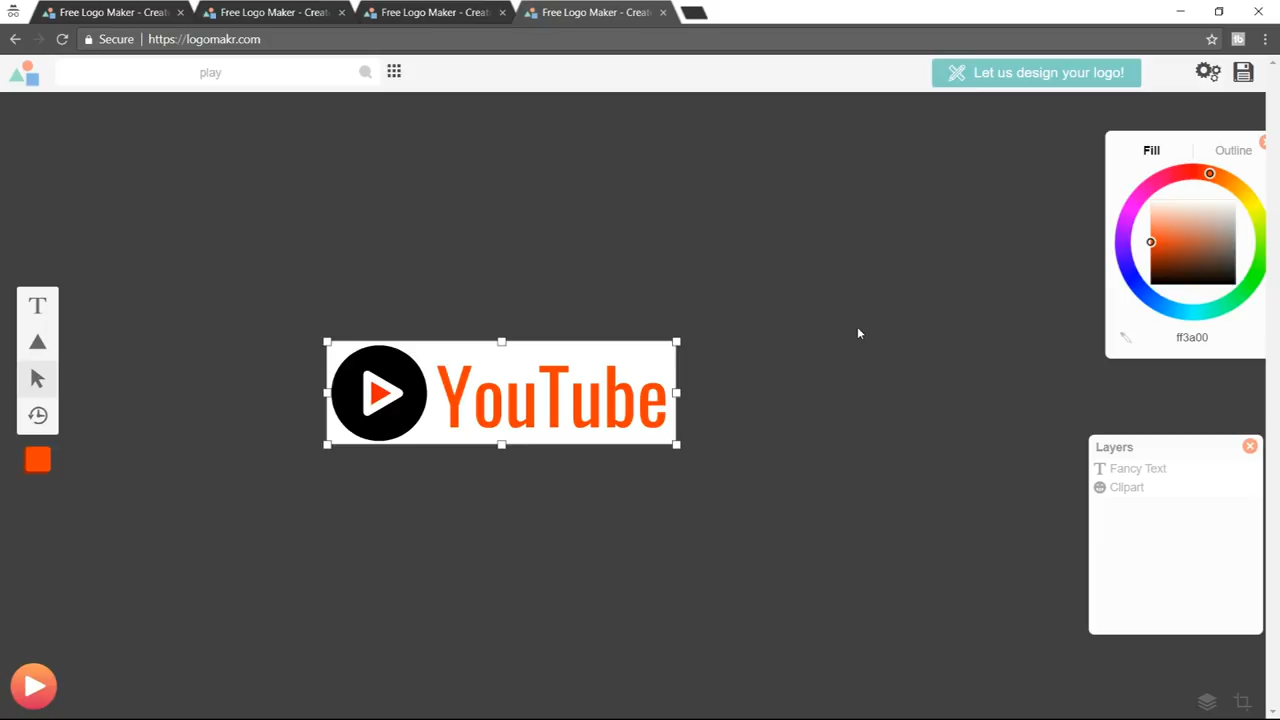 Free Logo Maker - Creat
Free Logo Maker - Creat
Free Logo Maker - Creat
Free Logo Maker - Creat
fb
Secure
https://logomakr.com
play
Let us design your logo!
Fill
Outline
T
YouTube
ff3a00
Layers
T Fancy Text
Clipart